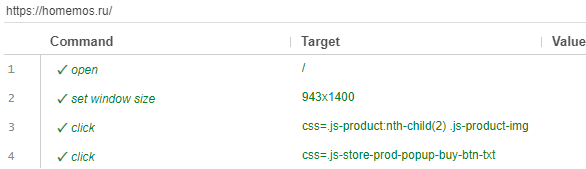 https://homemos.ru/
Command Target Value
1 ✓ open /
2 ✓ set window size 943x1400
3 ✓ click css=.js-product:nth-child(2) .js-product-img
4 ✓ click css=.js-store-prod-popup-buy-btn-txt